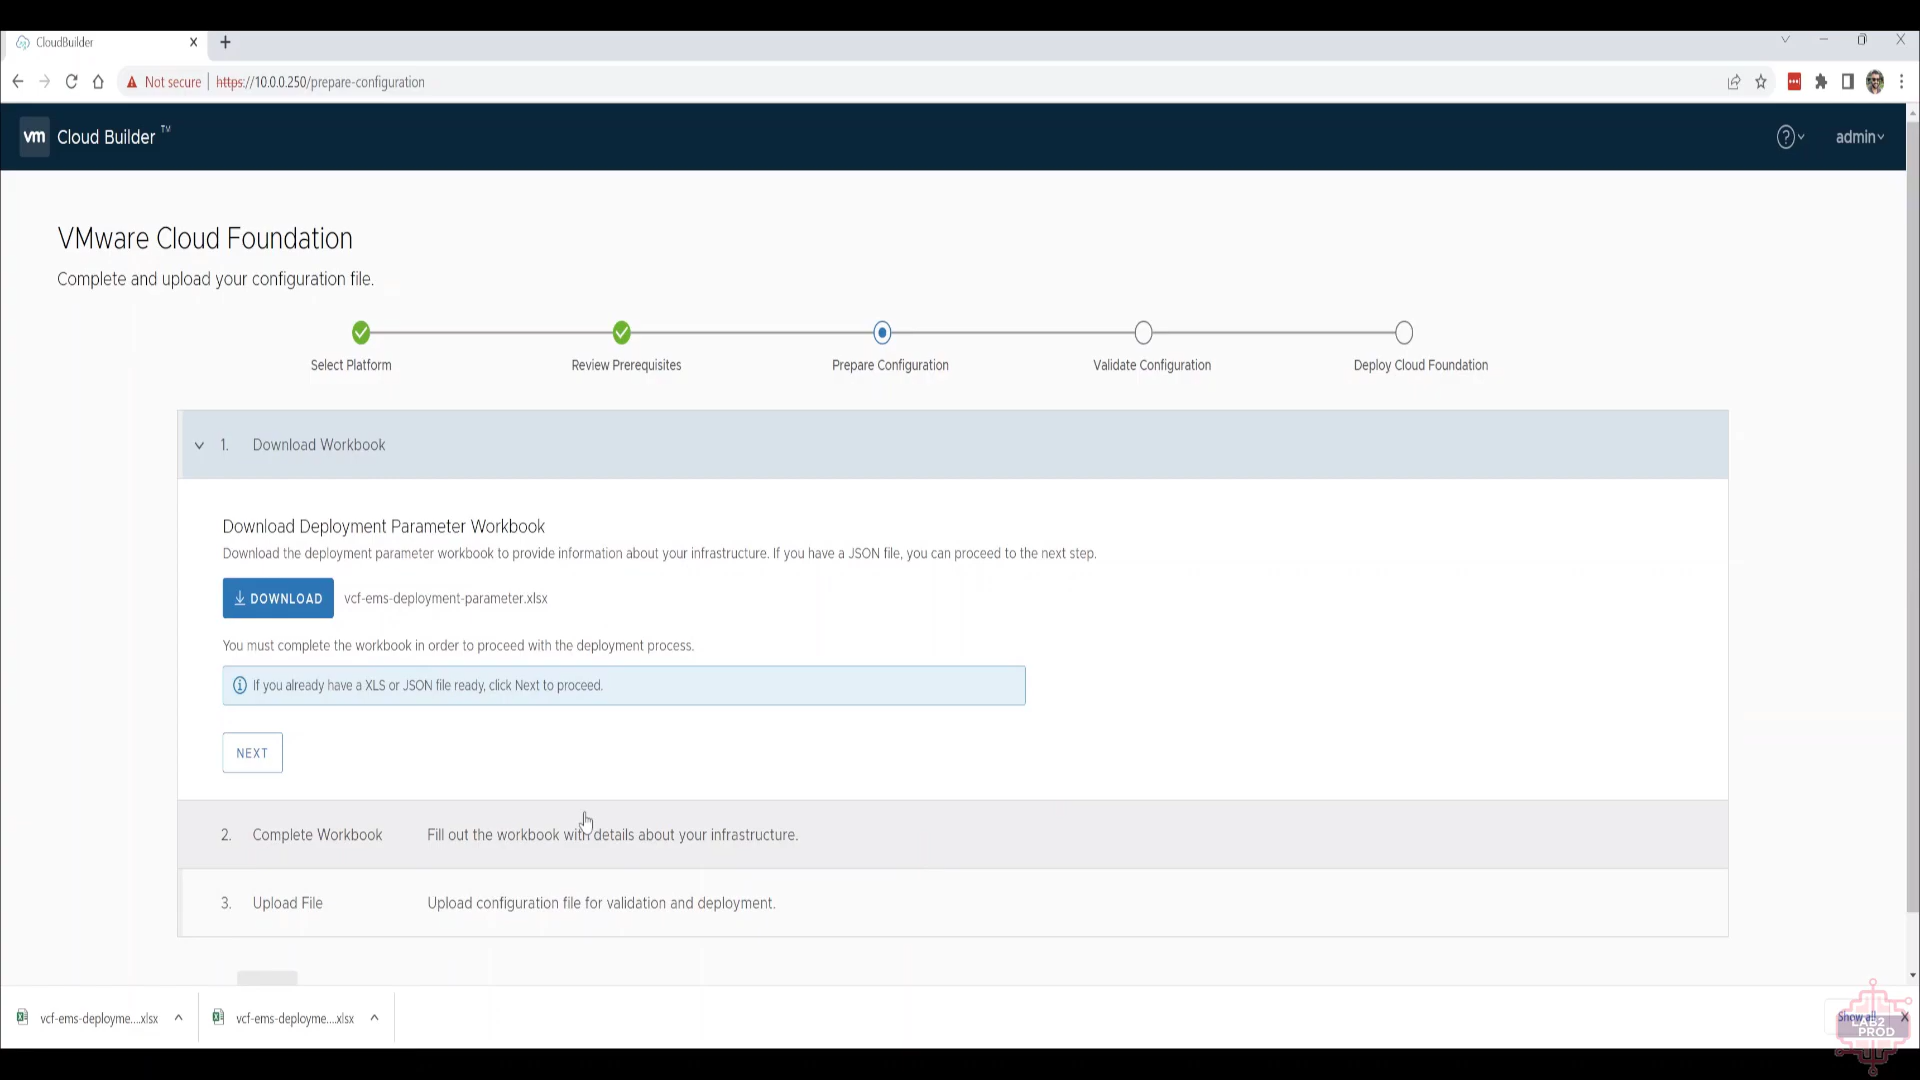 CloudBuilder
Not secure
https://10.0.0.250/prepare-configuration
vm
Cloud Builder ™
admin
VMware Cloud Foundation
Complete and upload your configuration file.
Select Platform
Review Prerequisites
Prepare Configuration
Validate Configuration
Deploy Cloud Foundation
1. Download Workbook
Download Deployment Parameter Workbook
Download the deployment parameter workbook to provide information about your infrastructure. If you have a JSON file, you can proceed to the next step.
DOWNLOAD vcf-ems-deployment-parameter.xlsx
You must complete the workbook in order to proceed with the deployment process.
If you already have a XLS or JSON file ready, click Next to proceed.
NEXT
2. Complete Workbook Fill out the workbook with details about your infrastructure.
3. Upload File Upload configuration file for validation and deployment.
vcf-ems-deployme....xlsx
vcf-ems-deployme....xlsx
Show all
LAB2
PROD